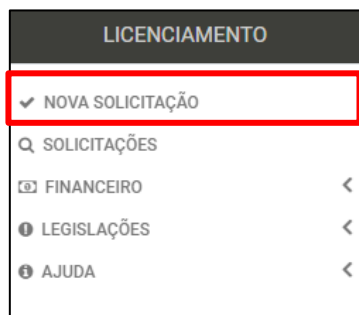 LICENCIAMENTO
NOVA SOLICITAÇÃO
SOLICITAÇÕES
FINANCEIRO
LEGISLAÇÕES
AJUDA